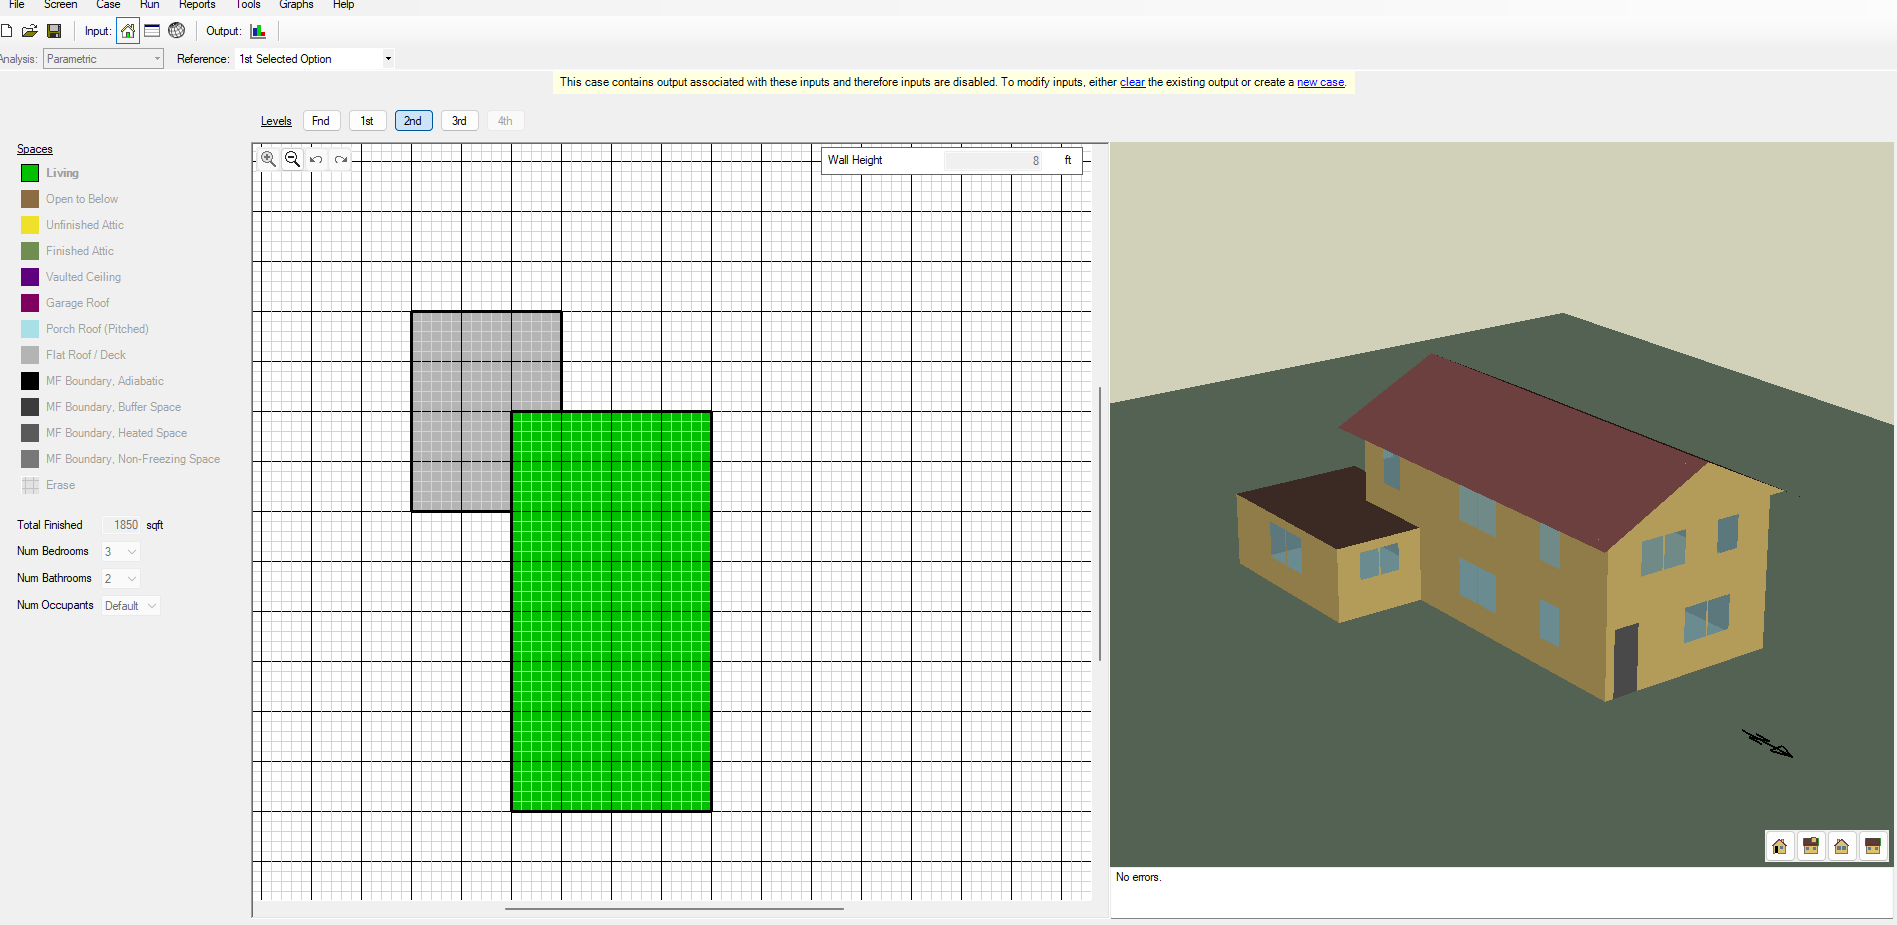 File Screen Case Run Reports Tools Graphs Help
Input: Output:
Analysis: Parametric Reference: 1st Selected Option
This case contains output associated with these inputs and therefore inputs are disabled. To modify inputs, either clear the existing output or create a new case.
Levels Fnd 1st 2nd 3rd 4th
Spaces
Wall Height 8 ft
Living
Open to Below
Unfinished Attic
Finished Attic
Vaulted Ceiling
Garage Roof
Porch Roof (Pitched)
Flat Roof / Deck
MF Boundary, Adiabatic
MF Boundary, Buffer Space
MF Boundary, Heated Space
MF Boundary, Non-Freezing Space
Erase
Total Finished 1850 sqft
Num Bedrooms 3
Num Bathrooms 2
Num Occupants Default
No errors.